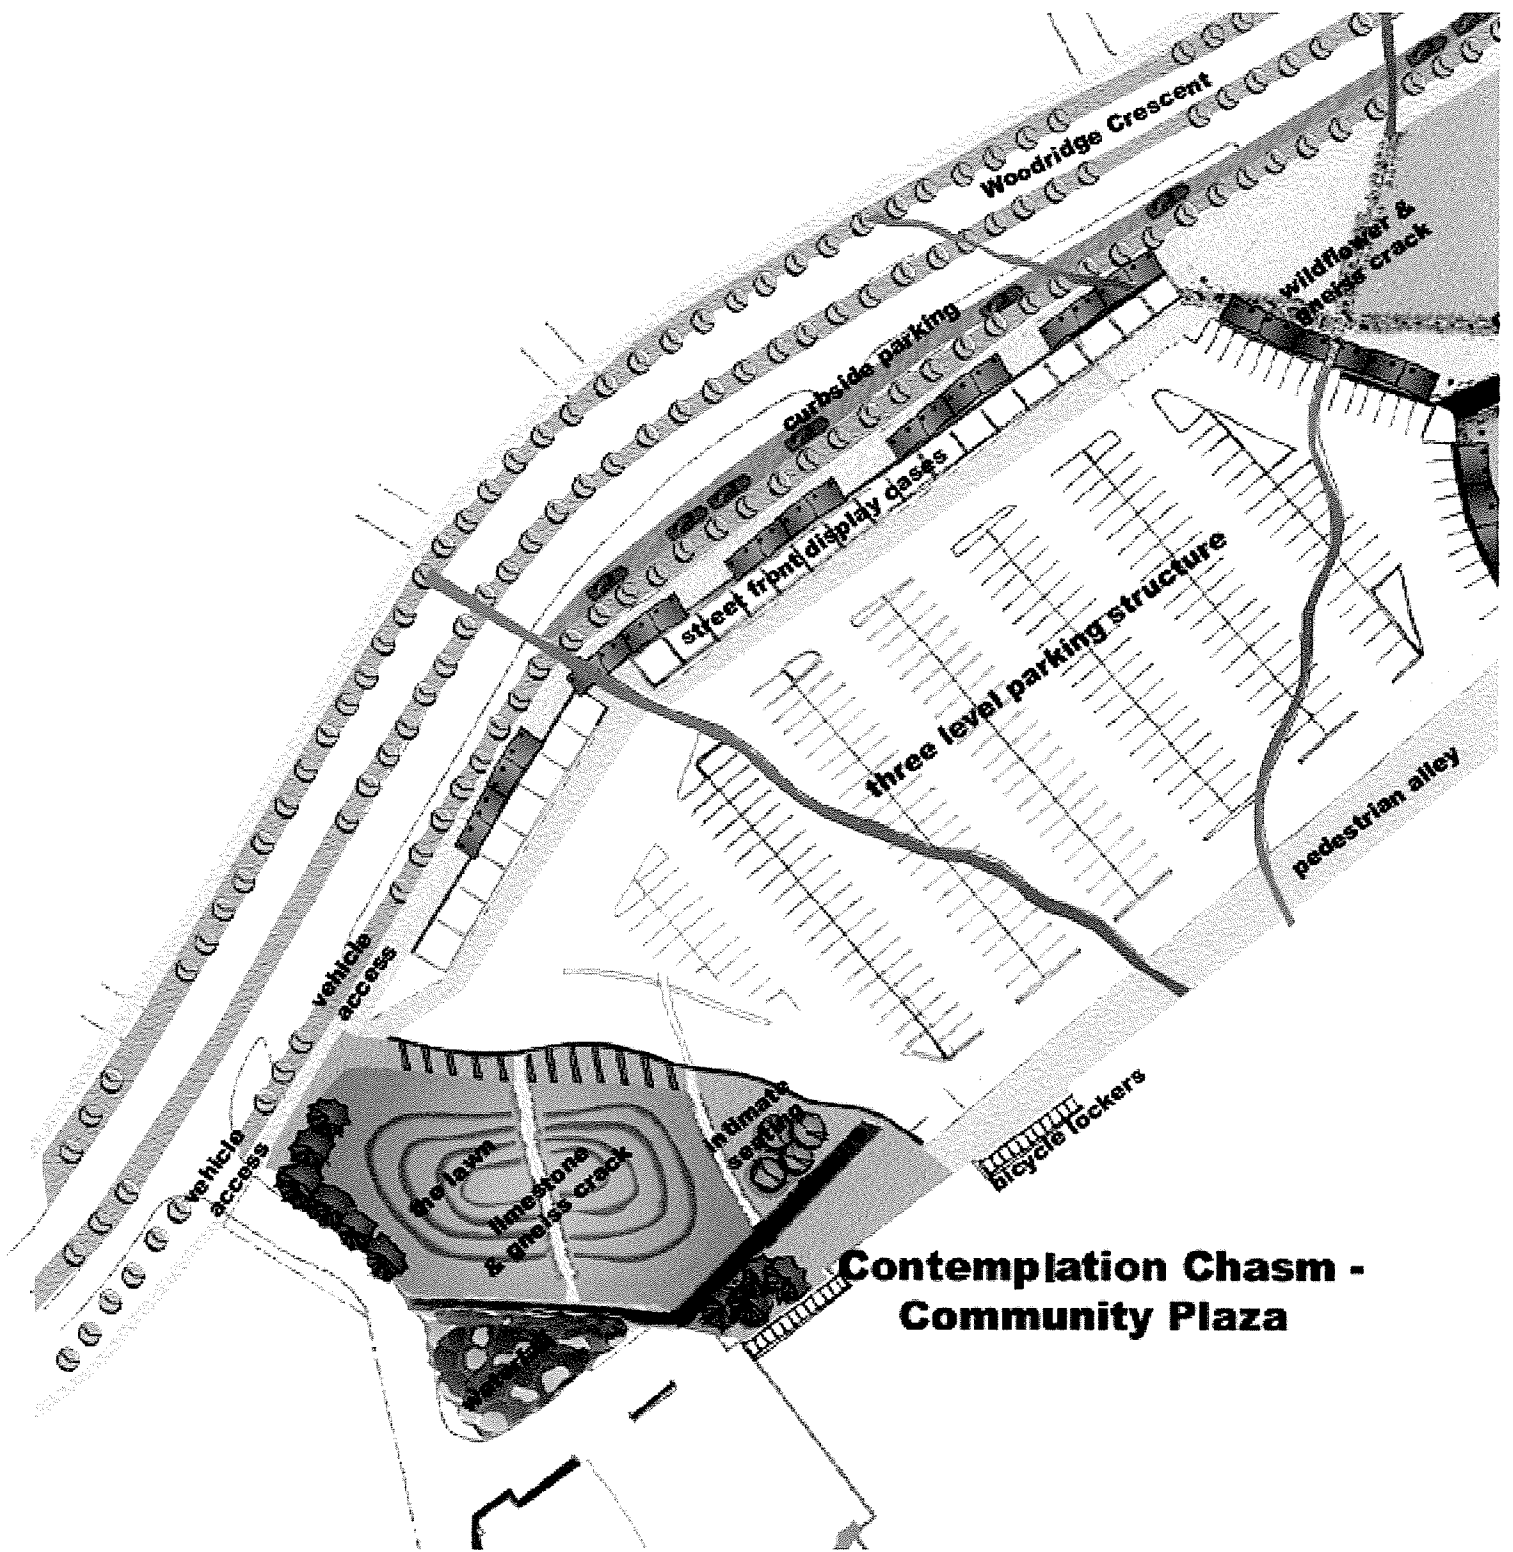 Woodridge Crescent
wildflower &
gneiss crack
curbside parking
street front display cases
three level parking structure
pedestrian alley
vehicle
access
vehicle
access
intimate
seating
bicycle lockers
the lawn
limestone
& gneiss crack
Contemplation Chasm -
Community Plaza
waterfall